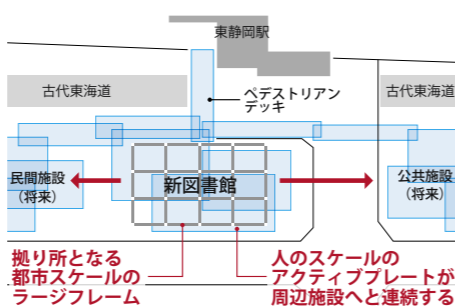 東静岡駅
古代東海道
ペデストリアン
デッキ
古代東海道
民間施設
（将来）
新図書館
公共施設
（将来）
拠り所となる
都市スケールの
ラージフレーム
人のスケールの
アクティブプレートが
周辺施設へと連続する